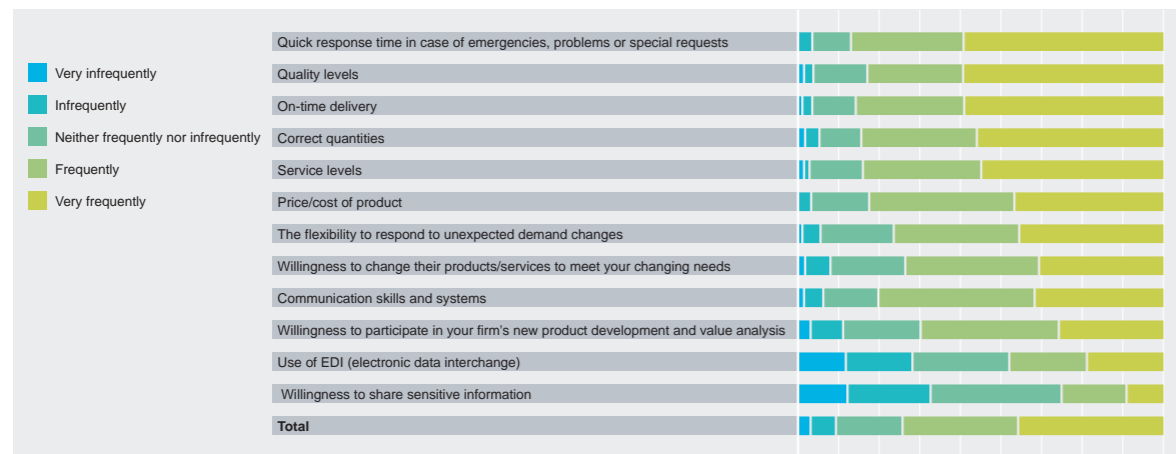 Quick response time in case of emergencies, problems or special requests
Very infrequently
Quality levels
Infrequently
On-time delivery
Neither frequently nor infrequently
Correct quantities
Frequently
Service levels
Very frequently
Price/cost of product
The flexibility to respond to unexpected demand changes
Willingness to change their products/services to meet your changing needs
Communication skills and systems
Willingness to participate in your firm's new product development and value analysis
Use of EDI (electronic data interchange)
Willingness to share sensitive information
Total